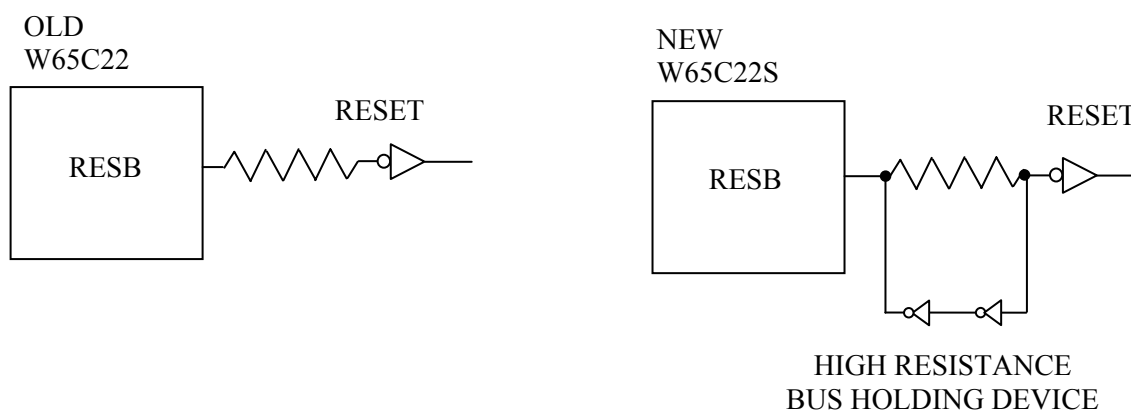 OLD
W65C22
RESET
RESB
NEW
W65C22S
RESET
RESB
HIGH RESISTANCE
BUS HOLDING DEVICE